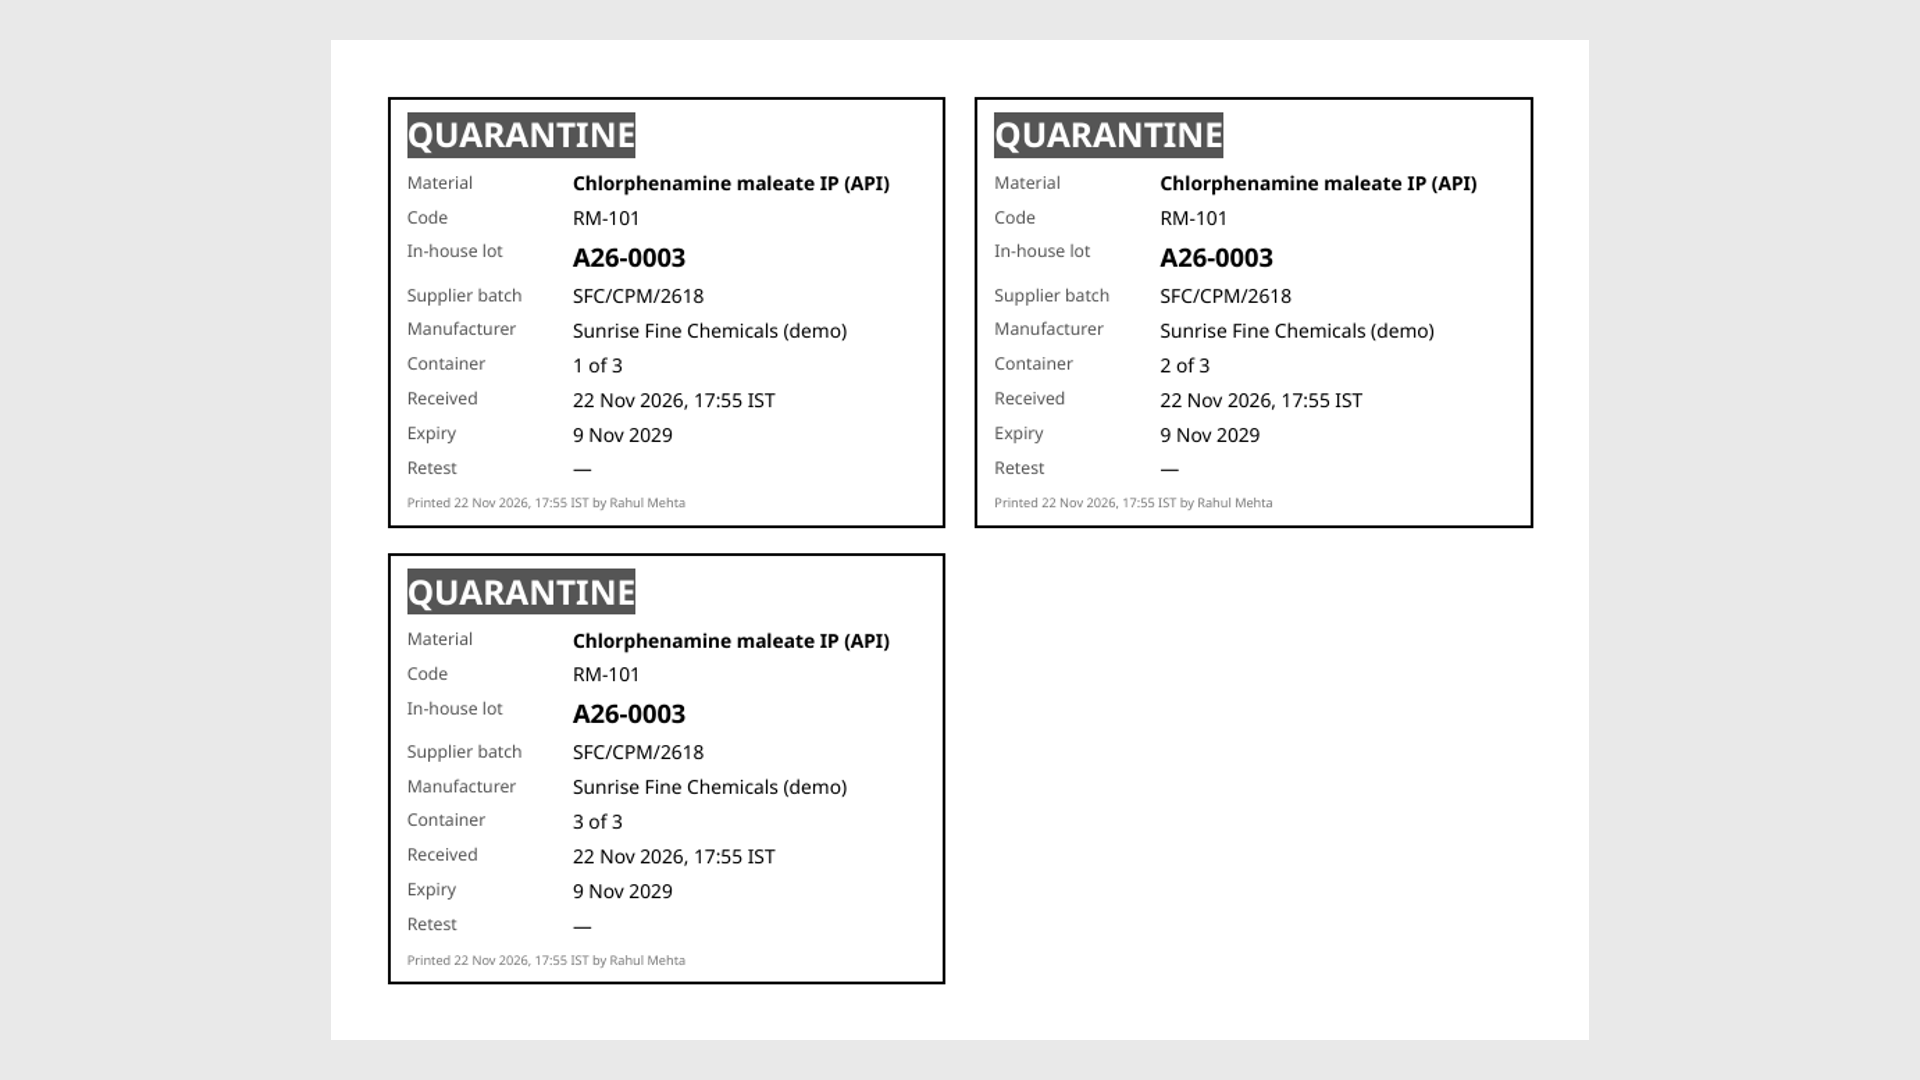 QUARANTINE
Material Chlorphenamine maleate IP (API)
Code RM-101
In-house lot A26-0003
Supplier batch SFC/CPM/2618
Manufacturer Sunrise Fine Chemicals (demo)
Container 1 of 3
Received 22 Nov 2026, 17:55 IST
Expiry 9 Nov 2029
Retest —
Printed 22 Nov 2026, 17:55 IST by Rahul Mehta
QUARANTINE
Material Chlorphenamine maleate IP (API)
Code RM-101
In-house lot A26-0003
Supplier batch SFC/CPM/2618
Manufacturer Sunrise Fine Chemicals (demo)
Container 2 of 3
Received 22 Nov 2026, 17:55 IST
Expiry 9 Nov 2029
Retest —
Printed 22 Nov 2026, 17:55 IST by Rahul Mehta
QUARANTINE
Material Chlorphenamine maleate IP (API)
Code RM-101
In-house lot A26-0003
Supplier batch SFC/CPM/2618
Manufacturer Sunrise Fine Chemicals (demo)
Container 3 of 3
Received 22 Nov 2026, 17:55 IST
Expiry 9 Nov 2029
Retest —
Printed 22 Nov 2026, 17:55 IST by Rahul Mehta